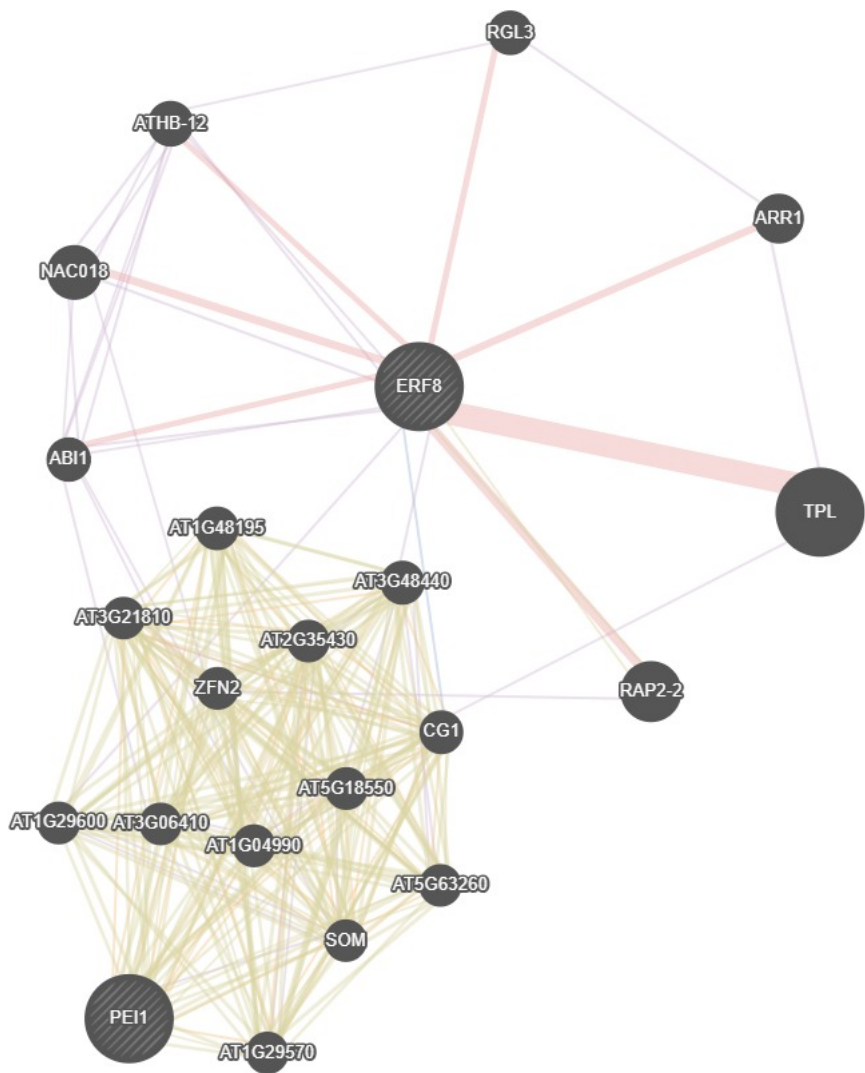 RGL3
ATHB-12
ARR1
NAC018
ERF8
ABI1
TPL
AT1G48195
AT3G48440
AT3G21810
AT2G35430
ZFN2
RAP2-2
CG1
AT5G18550
AT1G29600
AT3G06410
AT1G04990
AT5G63260
SOM
PEI1
AT1G29570